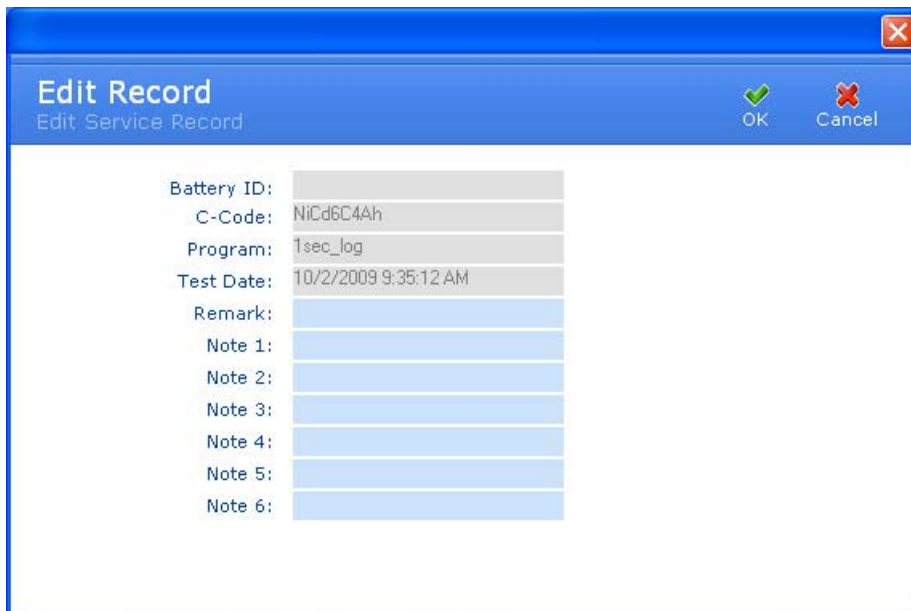 Edit Record
Edit Service Record
OK
Cancel
Battery ID:
C-Code: NiCd6C4Ah
Program: 1sec_log
Test Date: 10/2/2009 9:35:12 AM
Remark:
Note 1:
Note 2:
Note 3:
Note 4:
Note 5:
Note 6: